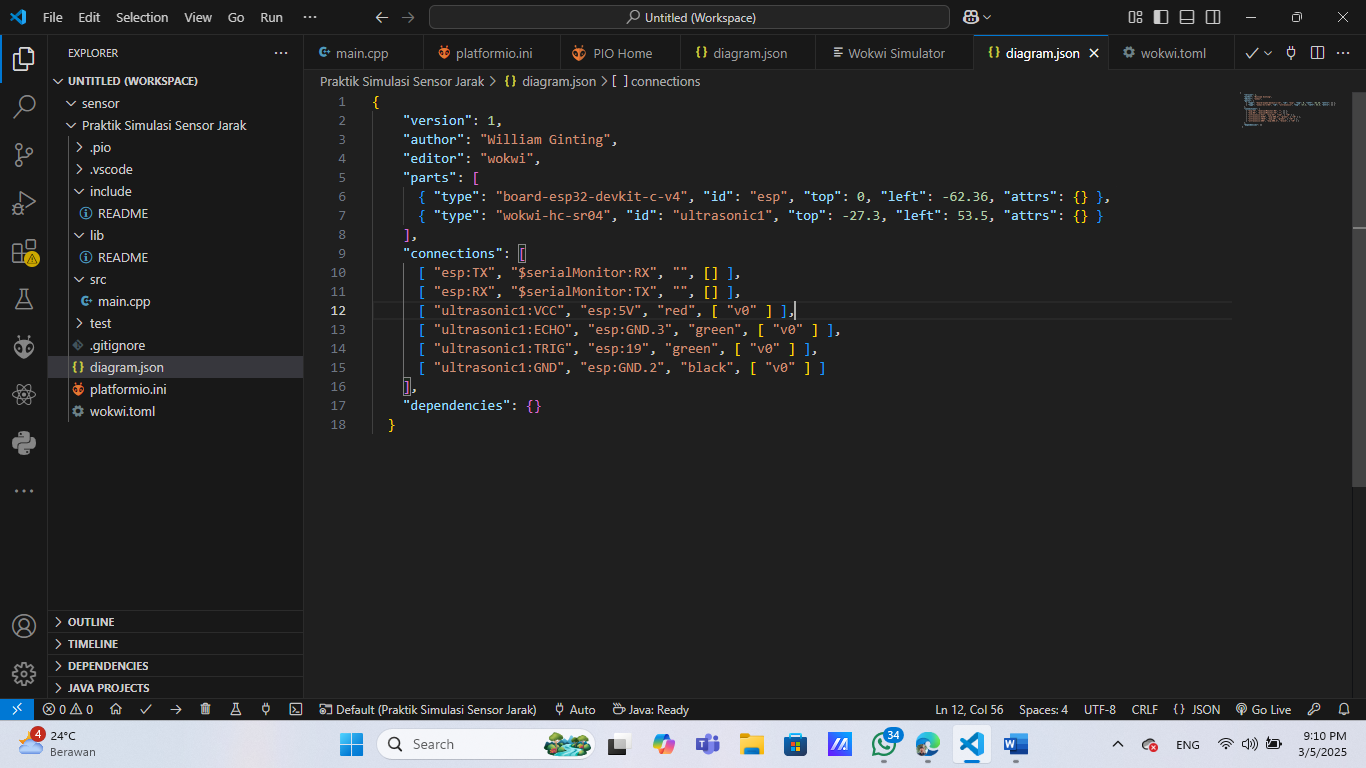 File Edit Selection View Go Run ···
Untitled (Workspace)
EXPLORER
UNTITLED (WORKSPACE)
sensor
Praktik Simulasi Sensor Jarak
.pio
.vscode
include
README
lib
README
src
main.cpp
test
.gitignore
diagram.json
platformio.ini
wokwi.toml
OUTLINE
TIMELINE
DEPENDENCIES
JAVA PROJECTS
main.cpp platformio.ini PIO Home diagram.json Wokwi Simulator diagram.json wokwi.toml
Praktik Simulasi Sensor Jarak > {} diagram.json > [ ] connections
1 {
2 "version": 1,
3 "author": "William Ginting",
4 "editor": "wokwi",
5 "parts": [
6 { "type": "board-esp32-devkit-c-v4", "id": "esp", "top": 0, "left": -62.36, "attrs": {} },
7 { "type": "wokwi-hc-sr04", "id": "ultrasonic1", "top": -27.3, "left": 53.5, "attrs": {} }
8 ],
9 "connections": [
10 [ "esp:TX", "$serialMonitor:RX", "", [] ],
11 [ "esp:RX", "$serialMonitor:TX", "", [] ],
12 [ "ultrasonic1:VCC", "esp:5V", "red", [ "v0" ] ],
13 [ "ultrasonic1:ECHO", "esp:GND.3", "green", [ "v0" ] ],
14 [ "ultrasonic1:TRIG", "esp:19", "green", [ "v0" ] ],
15 [ "ultrasonic1:GND", "esp:GND.2", "black", [ "v0" ] ]
16 ],
17 "dependencies": {}
18 }
0 0 Default (Praktik Simulasi Sensor Jarak) Auto Java: Ready Ln 12, Col 56 Spaces: 4 UTF-8 CRLF {} JSON Go Live
4 24°C
Berawan
Search
34
ENG
9:10 PM
3/5/2025